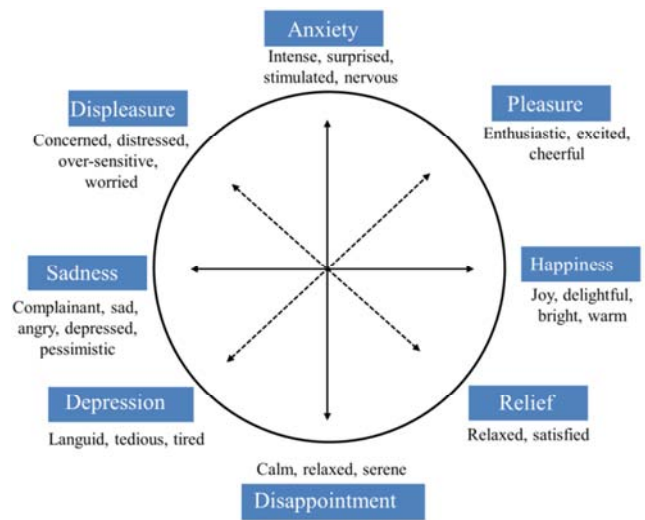 Anxiety
Intense, surprised,
stimulated, nervous
Displeasure
Concerned, distressed,
over-sensitive,
worried
Pleasure
Enthusiastic, excited,
cheerful
Sadness
Complainant, sad,
angry, depressed,
pessimistic
Happiness
Joy, delightful,
bright, warm
Depression
Languid, tedious, tired
Relief
Relaxed, satisfied
Calm, relaxed, serene
Disappointment